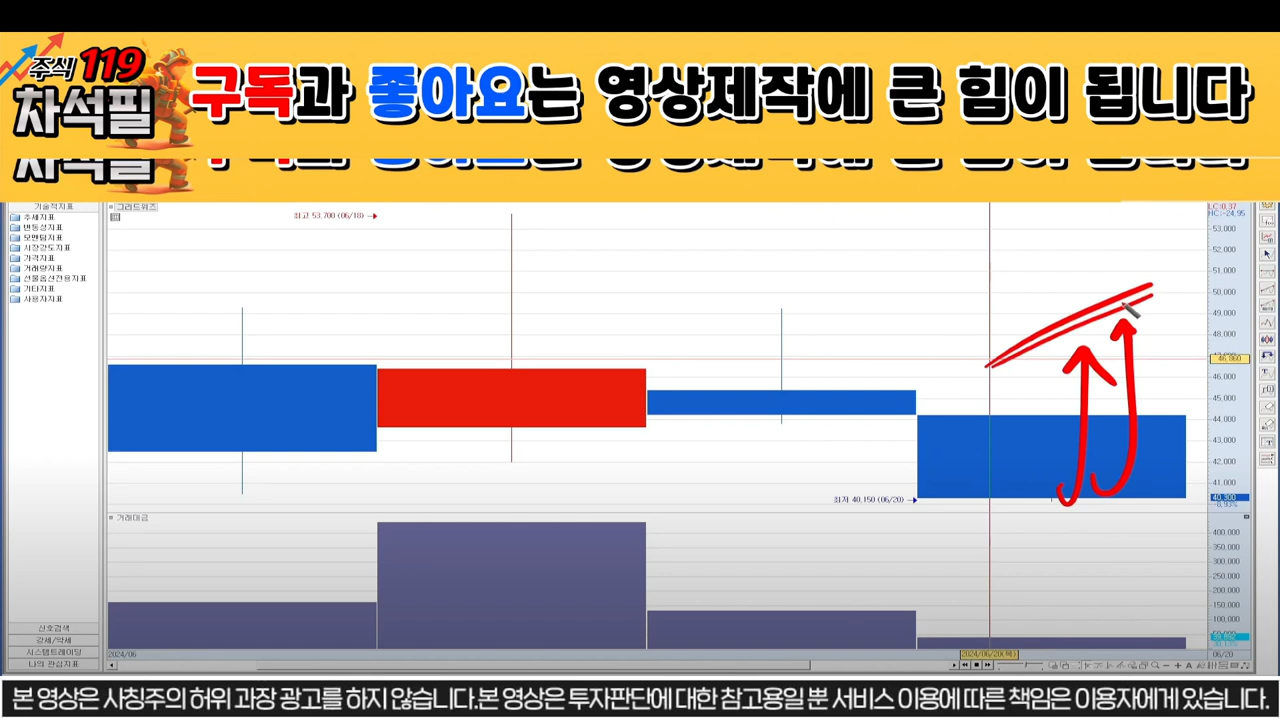 주식 119
차석필
구독과 좋아요는 영상제작에 큰 힘이 됩니다
기술적지표
추세지표
변동성지표
모멘텀지표
시장강도지표
가격지표
거래량지표
선물옵션전용지표
기타지표
사용자지표
신호검색
강세/약세
시스템트레이딩
나의 관심지표
그리드위즈
최고 53,700 (06/18)
최저 40,150 (06/20)
거래대금
LC:0.37
HC:-24.95
53,000
52,000
51,000
50,000
49,000
48,000
46,860
46,000
45,000
44,000
43,000
42,000
41,000
40,300
-8.93%
400,000
350,000
300,000
250,000
200,000
150,000
100,000
2024/06
2024/06/20(목)
06/20
본 영상은 사칭주의 허위 과장 광고를 하지 않습니다.본 영상은 투자판단에 대한 참고용일 뿐 서비스 이용에 따른 책임은 이용자에게 있습니다.